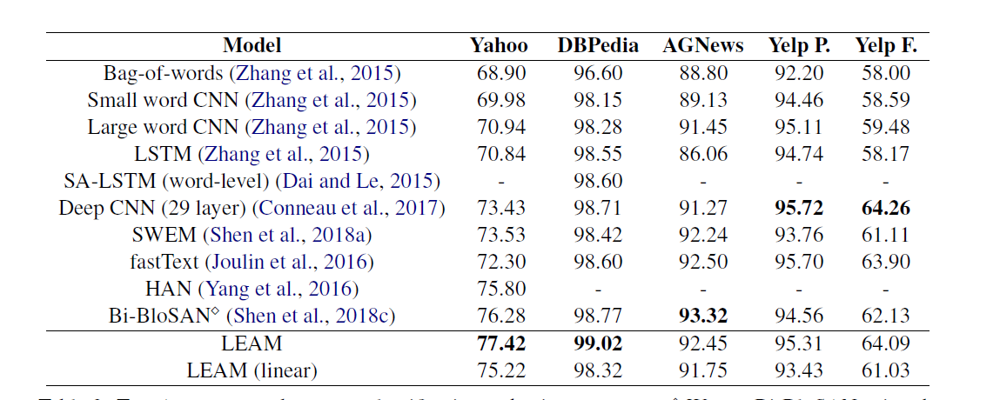 Model Yahoo DBPedia AGNews Yelp P. Yelp F.
Bag-of-words (Zhang et al., 2015) 68.90 96.60 88.80 92.20 58.00
Small word CNN (Zhang et al., 2015) 69.98 98.15 89.13 94.46 58.59
Large word CNN (Zhang et al., 2015) 70.94 98.28 91.45 95.11 59.48
LSTM (Zhang et al., 2015) 70.84 98.55 86.06 94.74 58.17
SA-LSTM (word-level) (Dai and Le, 2015) - 98.60 - - -
Deep CNN (29 layer) (Conneau et al., 2017) 73.43 98.71 91.27 95.72 64.26
SWEM (Shen et al., 2018a) 73.53 98.42 92.24 93.76 61.11
fastText (Joulin et al., 2016) 72.30 98.60 92.50 95.70 63.90
HAN (Yang et al., 2016) 75.80 - - - -
Bi-BloSAN⋄ (Shen et al., 2018c) 76.28 98.77 93.32 94.56 62.13
LEAM 77.42 99.02 92.45 95.31 64.09
LEAM (linear) 75.22 98.32 91.75 93.43 61.03